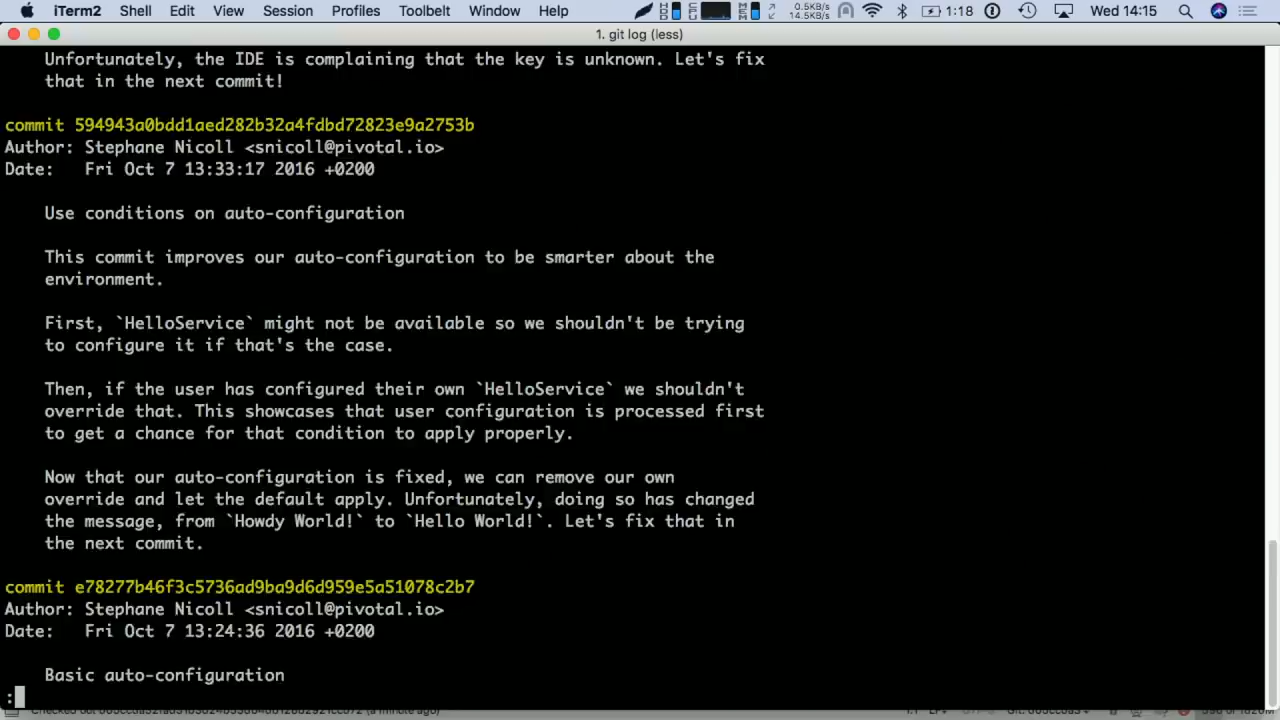 iTerm2 Shell Edit View Session Profiles Toolbelt Window Help 0.5KB/s 14.5KB/s 1:18 Wed 14:15
1. git log (less)
Unfortunately, the IDE is complaining that the key is unknown. Let's fix
that in the next commit!
commit 594943a0bdd1aed282b32a4fdbd72823e9a2753b
Author: Stephane Nicoll <snicoll@pivotal.io>
Date: Fri Oct 7 13:33:17 2016 +0200
Use conditions on auto-configuration
This commit improves our auto-configuration to be smarter about the
environment.
First, `HelloService` might not be available so we shouldn't be trying
to configure it if that's the case.
Then, if the user has configured their own `HelloService` we shouldn't
override that. This showcases that user configuration is processed first
to get a chance for that condition to apply properly.
Now that our auto-configuration is fixed, we can remove our own
override and let the default apply. Unfortunately, doing so has changed
the message, from `Howdy World!` to `Hello World!`. Let's fix that in
the next commit.
commit e78277b46f3c5736ad9ba9d6d959e5a51078c2b7
Author: Stephane Nicoll <snicoll@pivotal.io>
Date: Fri Oct 7 13:24:36 2016 +0200
Basic auto-configuration
: